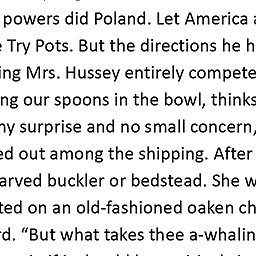 powers did Poland. Let America
Try Pots. But the directions he h
ing Mrs. Hussey entirely compete
ng our spoons in the bowl, thinks
my surprise and no small concern,
ed out among the shipping. After
arved buckler or bedstead. She w
ted on an old-fashioned oaken ch
rd. “But what takes thee a-whalin